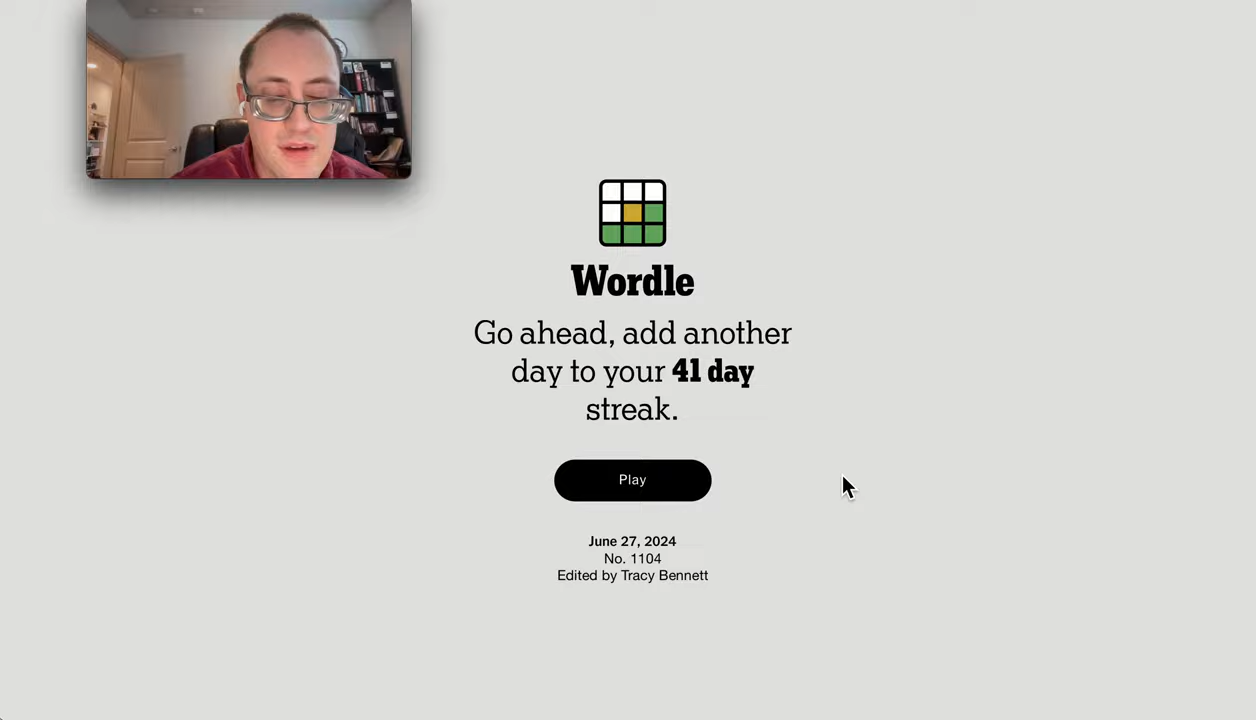 Wordle
Go ahead, add another
day to your 41 day
streak.
Play
June 27, 2024
No. 1104
Edited by Tracy Bennett